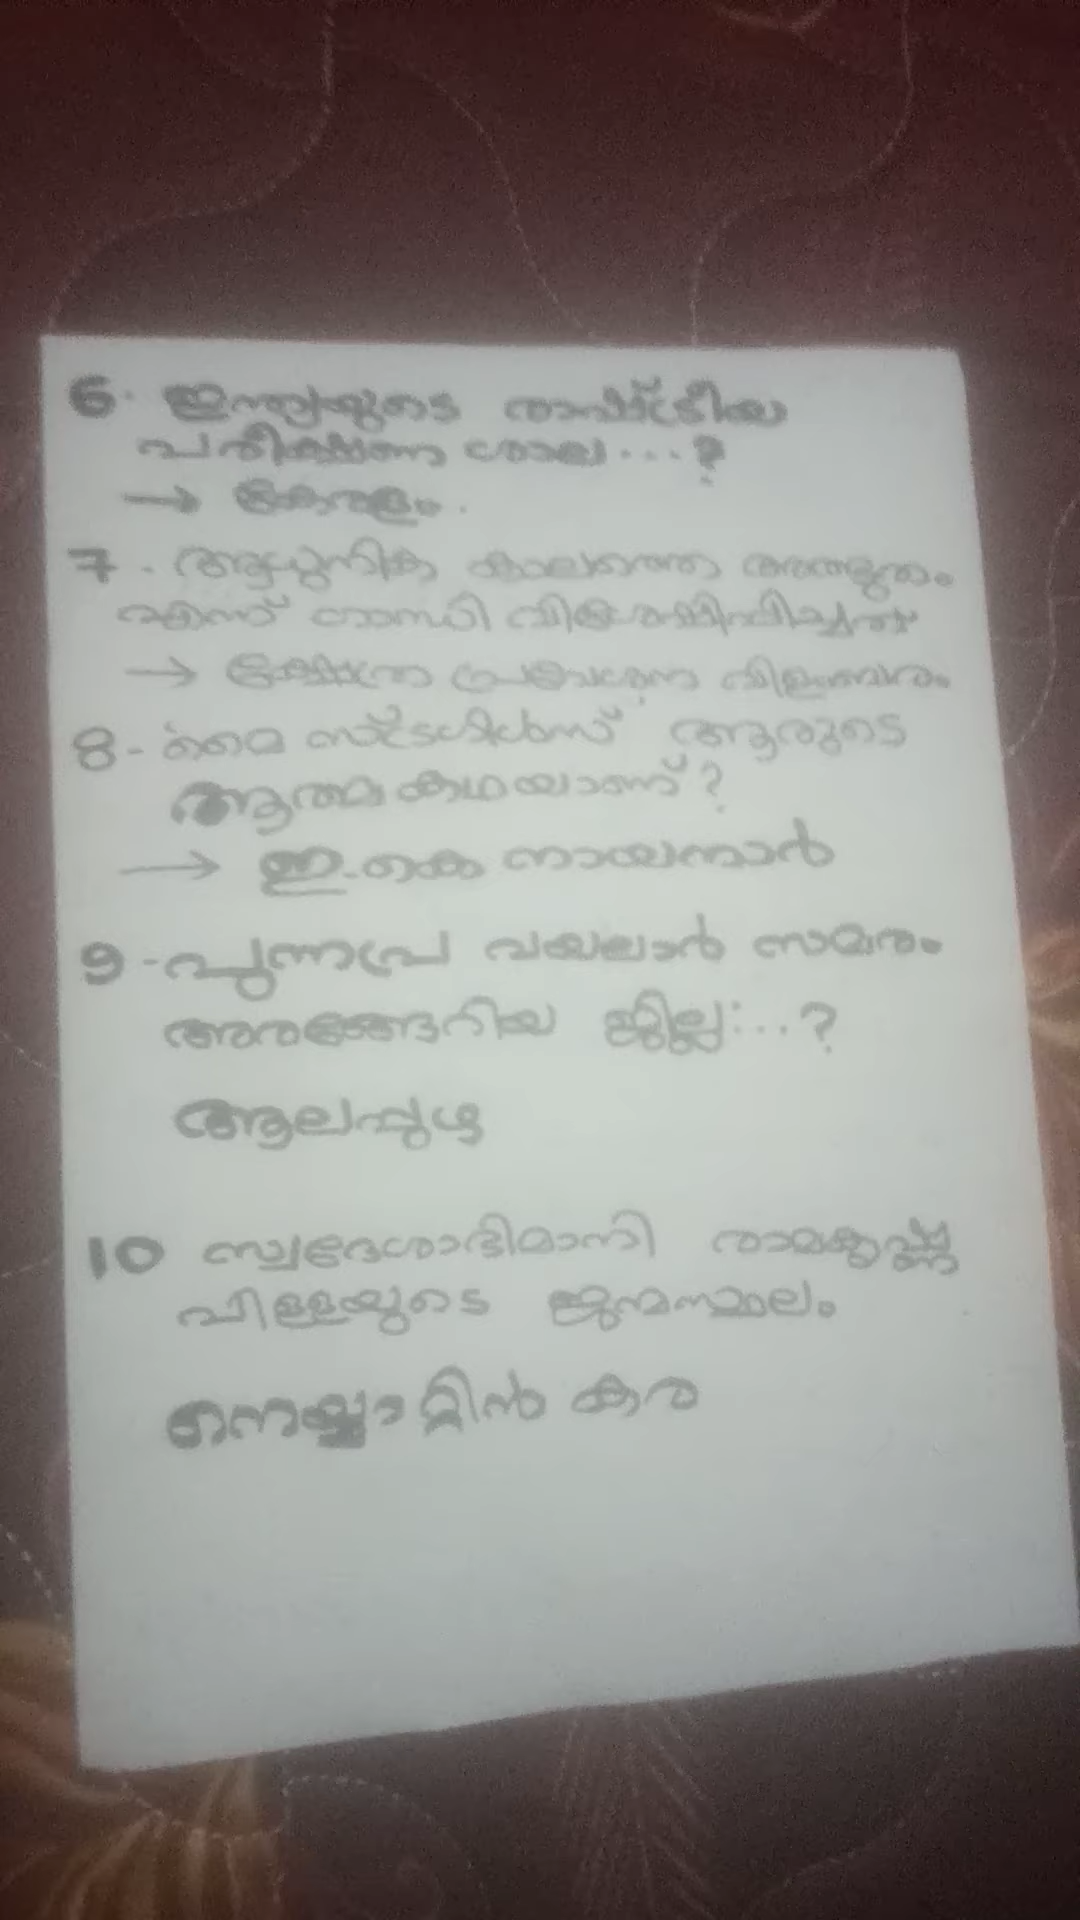 6. ഇന്ത്യയുടെ രാഷ്ട്രീയ
പരീക്ഷണ ശാല...?
→ കേരളം.
7. ആധുനിക കാലത്തെ അത്ഭുതം
എന്ന് ഗാന്ധി വിശേഷിപ്പിച്ചത്
→ ക്ഷേത്ര പ്രവേശന വിളംബരം
8- മൈ സ്ട്രഗിൾസ് ആരുടെ
ആത്മകഥയാണ്?
→ ഇ.കെ നായനാർ
9-പുന്നപ്ര വയലാർ സമരം
അരങ്ങേറിയ ജില്ല...?
ആലപ്പുഴ
10 സ്വദേശാഭിമാനി രാമകൃഷ്ണ
പിള്ളയുടെ ജന്മസ്ഥലം
നെയ്യാറ്റിൻ കര